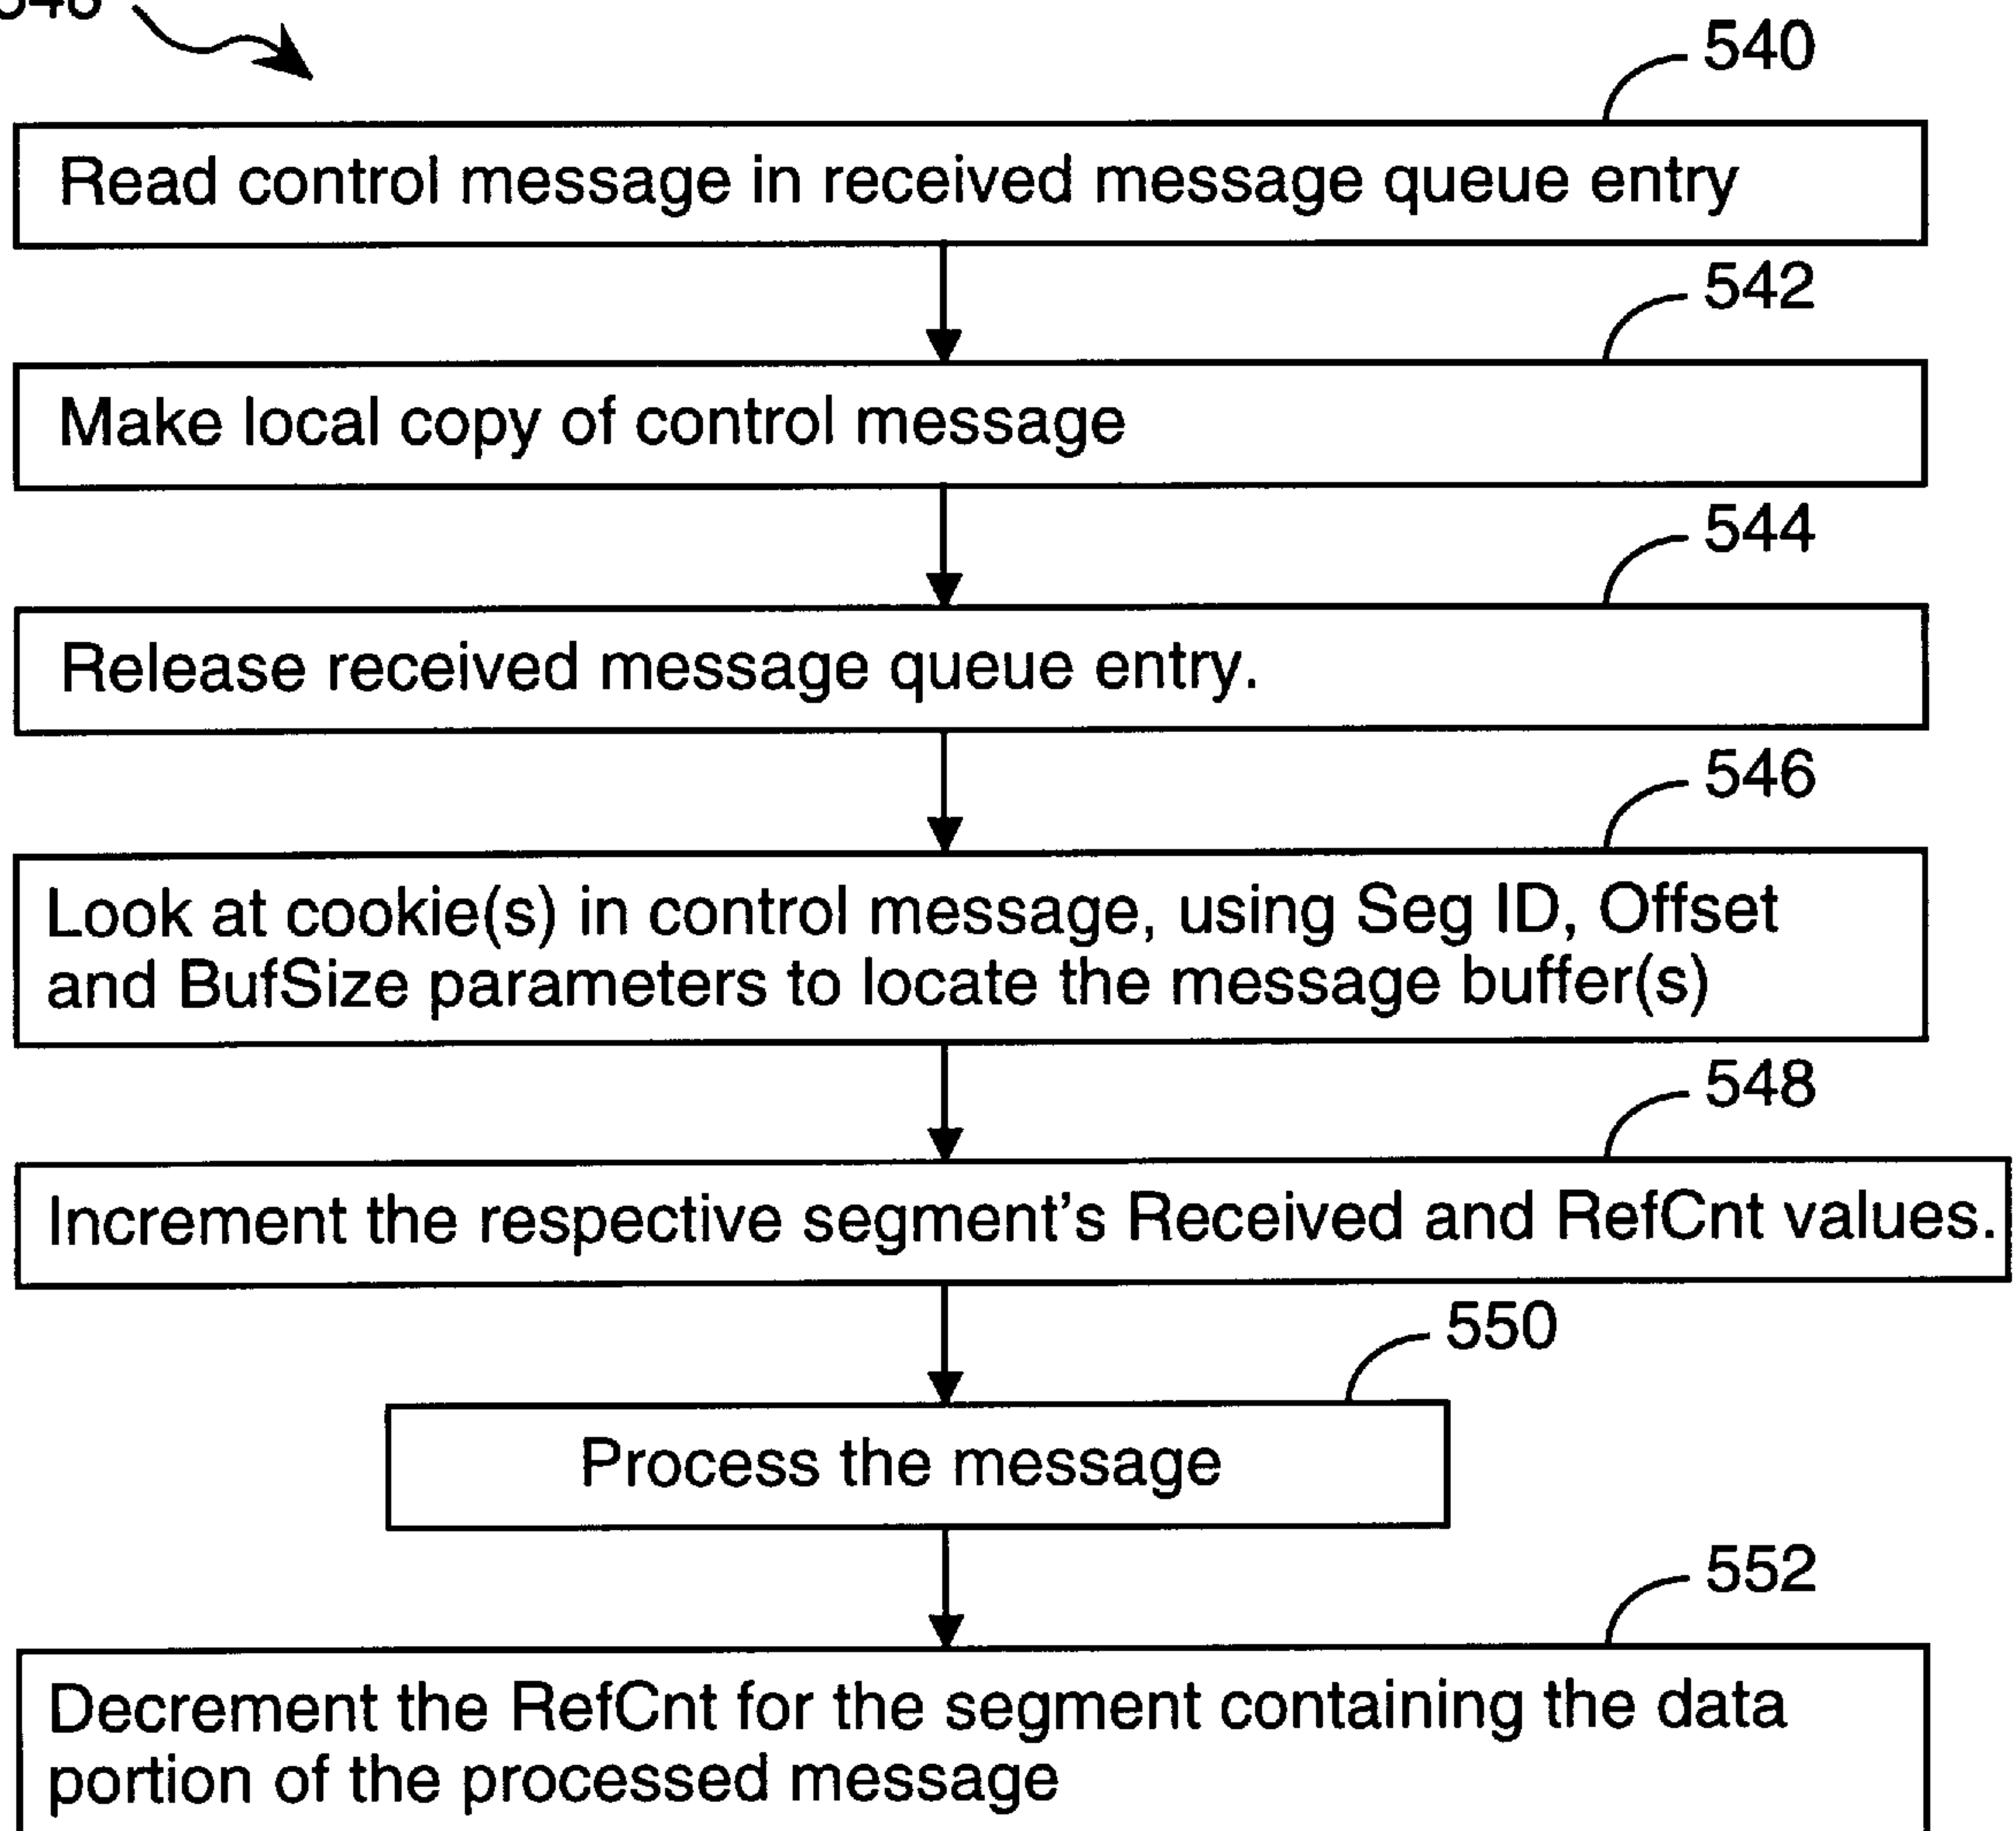 540
Read control message in received message queue entry
542
Make local copy of control message
544
Release received message queue entry.
546
Look at cookie(s) in control message, using Seg ID, Offset
and BufSize parameters to locate the message buffer(s)
548
Increment the respective segment's Received and RefCnt values.
550
Process the message
552
Decrement the RefCnt for the segment containing the data
portion of the processed message